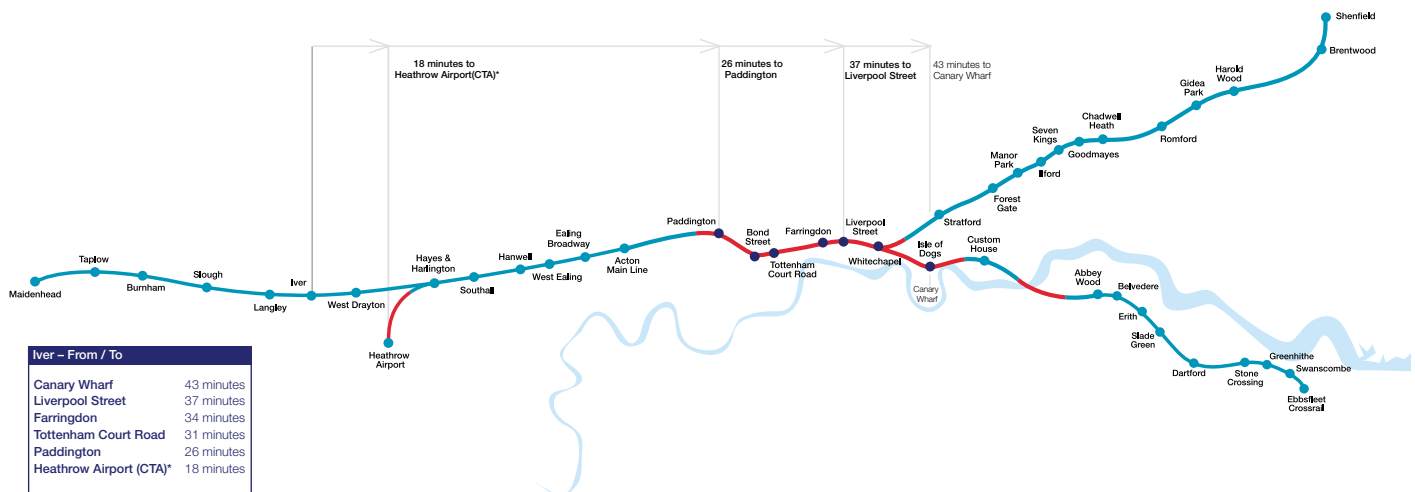 Shenfield
Brentwood
18 minutes to
Heathrow Airport(CTA)*
26 minutes to
Paddington
37 minutes to
Liverpool Street
43 minutes to
Canary Wharf
Harold
Wood
Gidea
Park
Chadwell
Heath
Romford
Seven
Kings
Goodmayes
Manor
Park
Ilford
Forest
Gate
Stratford
Paddington
Bond
Street
Farringdon
Liverpool
Street
Isle of
Dogs
Custom
House
Ealing
Broadway
Acton
Main Line
Tottenham
Court Road
Whitechapel
Hanwell
West Ealing
Hayes &
Harlington
Southall
Taplow
Maidenhead
Burnham
Slough
Langley
Iver
West Drayton
Heathrow
Airport
Canary
Wharf
Abbey
Wood
Belvedere
Erith
Slade
Green
Dartford
Stone
Crossing
Greenhithe
Swanscombe
Ebbsfleet
Crossrail
Iver – From / To
Canary Wharf 43 minutes
Liverpool Street 37 minutes
Farringdon 34 minutes
Tottenham Court Road 31 minutes
Paddington 26 minutes
Heathrow Airport (CTA)* 18 minutes